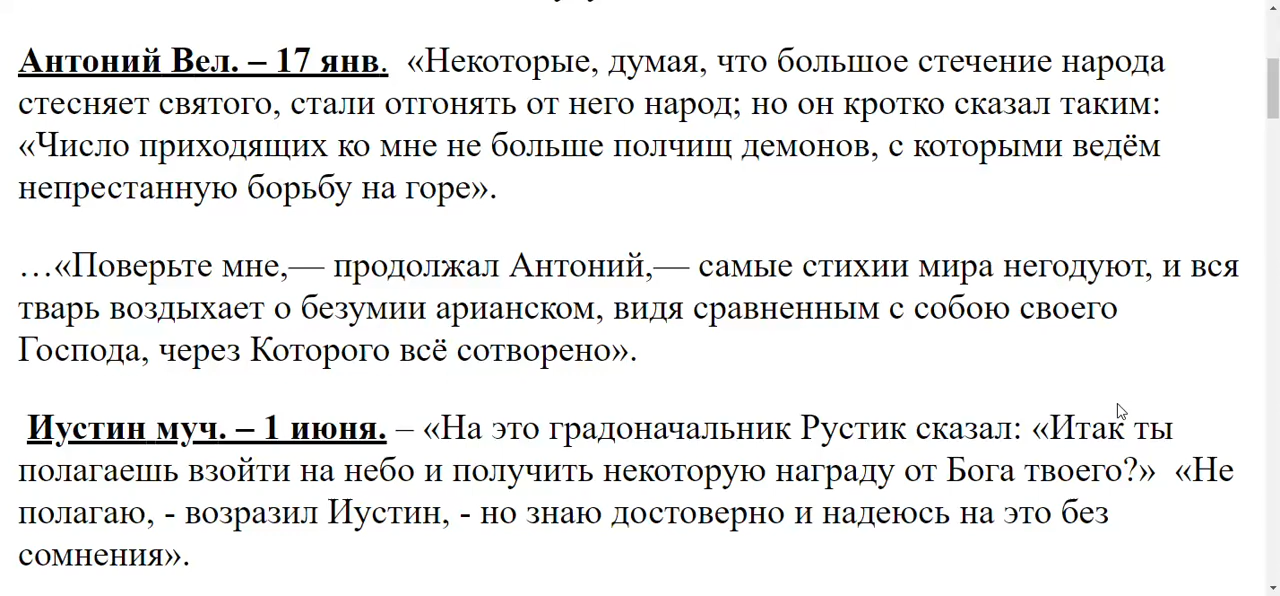 Антоний Вел. – 17 янв.  «Некоторые, думая, что большое стечение народа
стесняет святого, стали отгонять от него народ; но он кротко сказал таким:
«Число приходящих ко мне не больше полчищ демонов, с которыми ведём
непрестанную борьбу на горе».
…«Поверьте мне,— продолжал Антоний,— самые стихии мира негодуют, и вся
тварь воздыхает о безумии арианском, видя сравненным с собою своего
Господа, через Которого всё сотворено».
Иустин муч. – 1 июня. – «На это градоначальник Рустик сказал: «Итак ты
полагаешь взойти на небо и получить некоторую награду от Бога твоего?»  «Не
полагаю, - возразил Иустин, - но знаю достоверно и надеюсь на это без
сомнения».